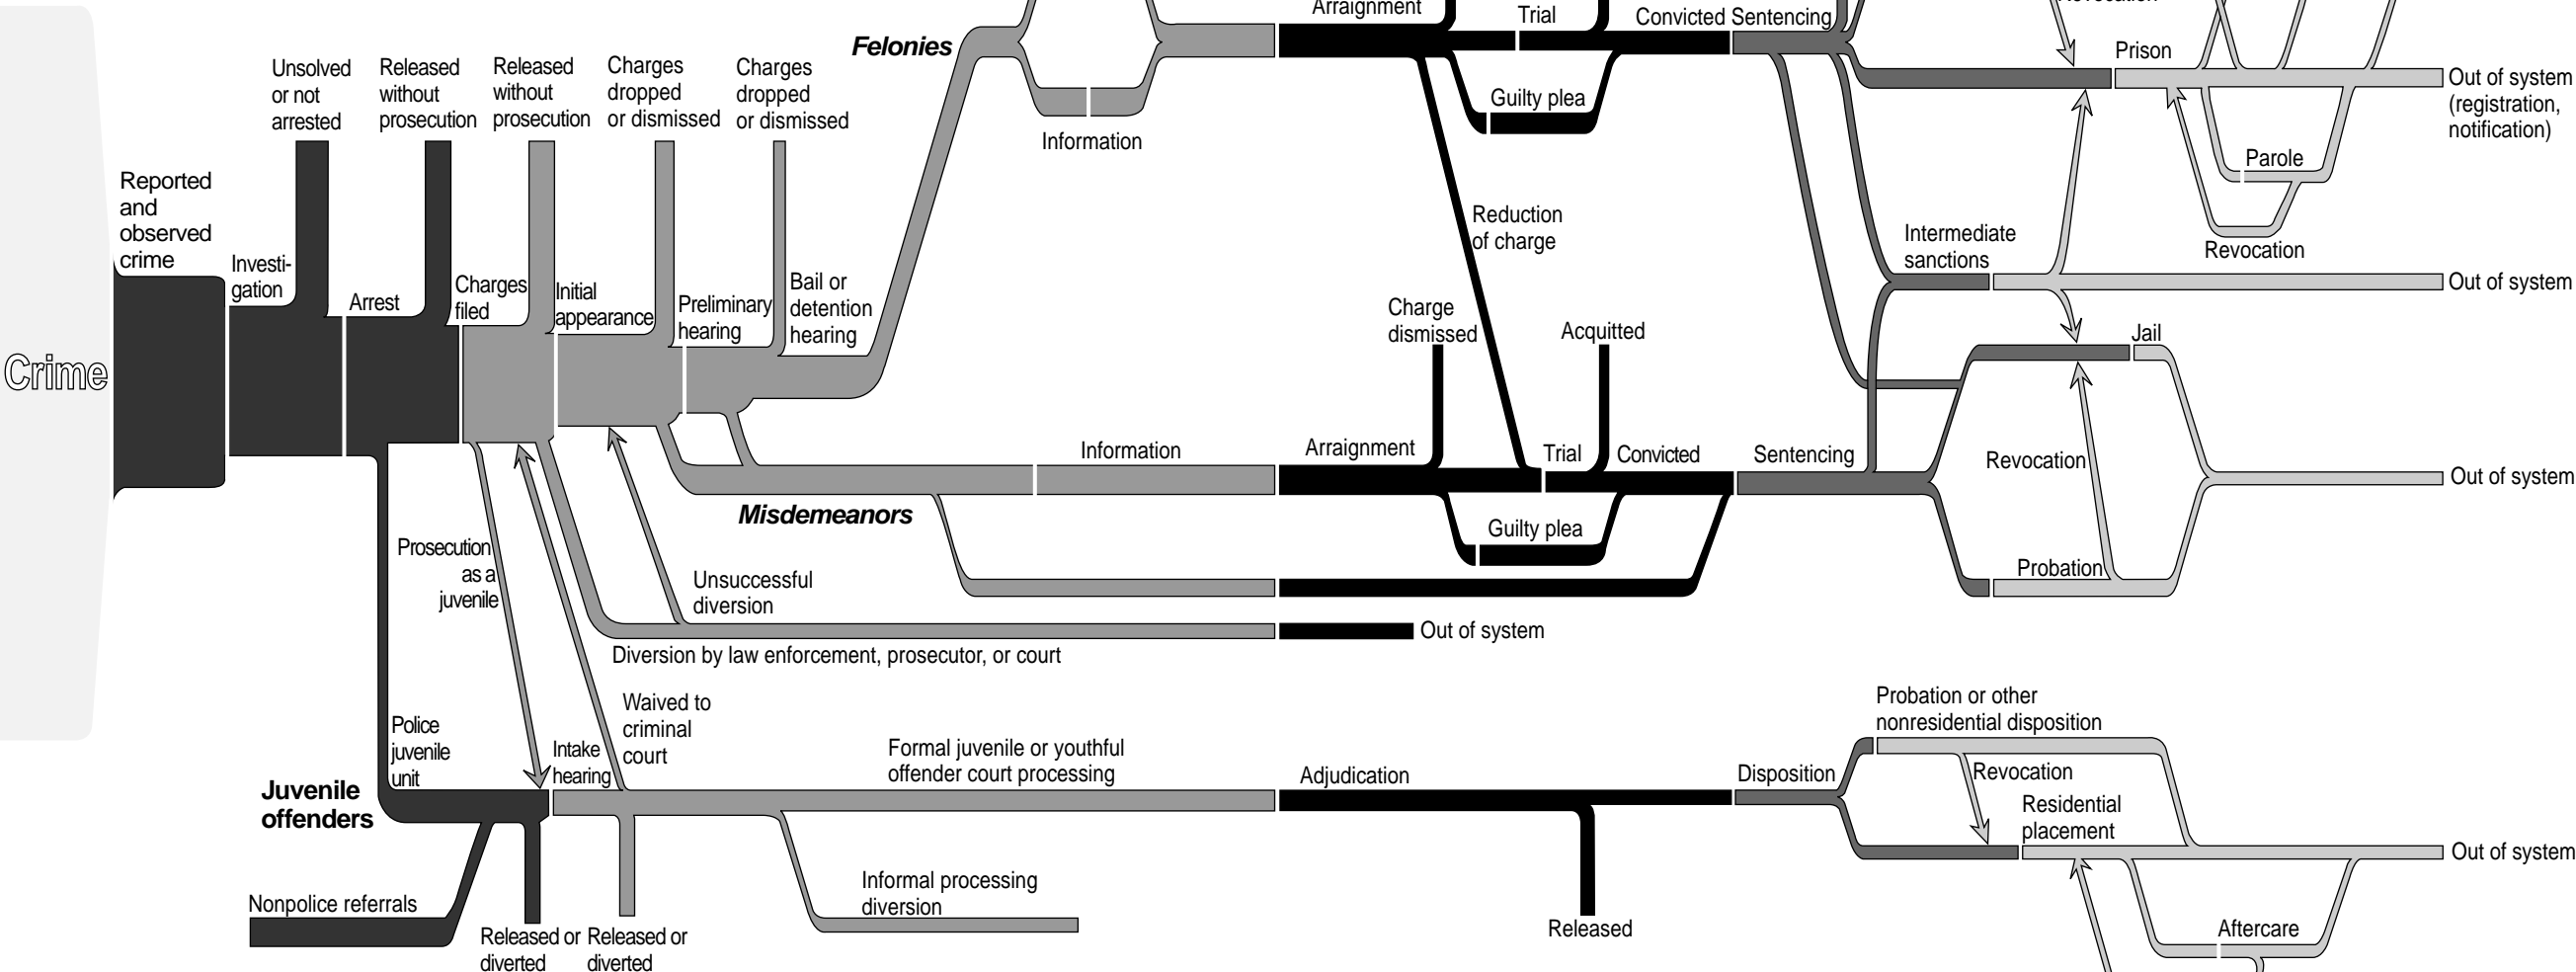 Arraignment
Trial
Convicted
Sentencing
Revocation
Prison
Out of system
(registration,
notification)
Felonies
Unsolved
or not
arrested
Released
without
prosecution
Released
without
prosecution
Charges
dropped
or dismissed
Charges
dropped
or dismissed
Information
Guilty plea
Parole
Revocation
Reported
and
observed
crime
Investi-
gation
Arrest
Charges
filed
Initial
appearance
Preliminary
hearing
Bail or
detention
hearing
Reduction
of charge
Intermediate
sanctions
Out of system
Charge
dismissed
Acquitted
Jail
Crime
Information
Arraignment
Trial
Convicted
Sentencing
Revocation
Out of system
Misdemeanors
Guilty plea
Probation
Prosecution
as a
juvenile
Unsuccessful
diversion
Out of system
Diversion by law enforcement, prosecutor, or court
Waived to
criminal
court
Police
juvenile
unit
Intake
hearing
Formal juvenile or youthful
offender court processing
Adjudication
Disposition
Probation or other
nonresidential disposition
Revocation
Residential
placement
Out of system
Juvenile
offenders
Nonpolice referrals
Released or
diverted
Released or
diverted
Informal processing
diversion
Released
Aftercare